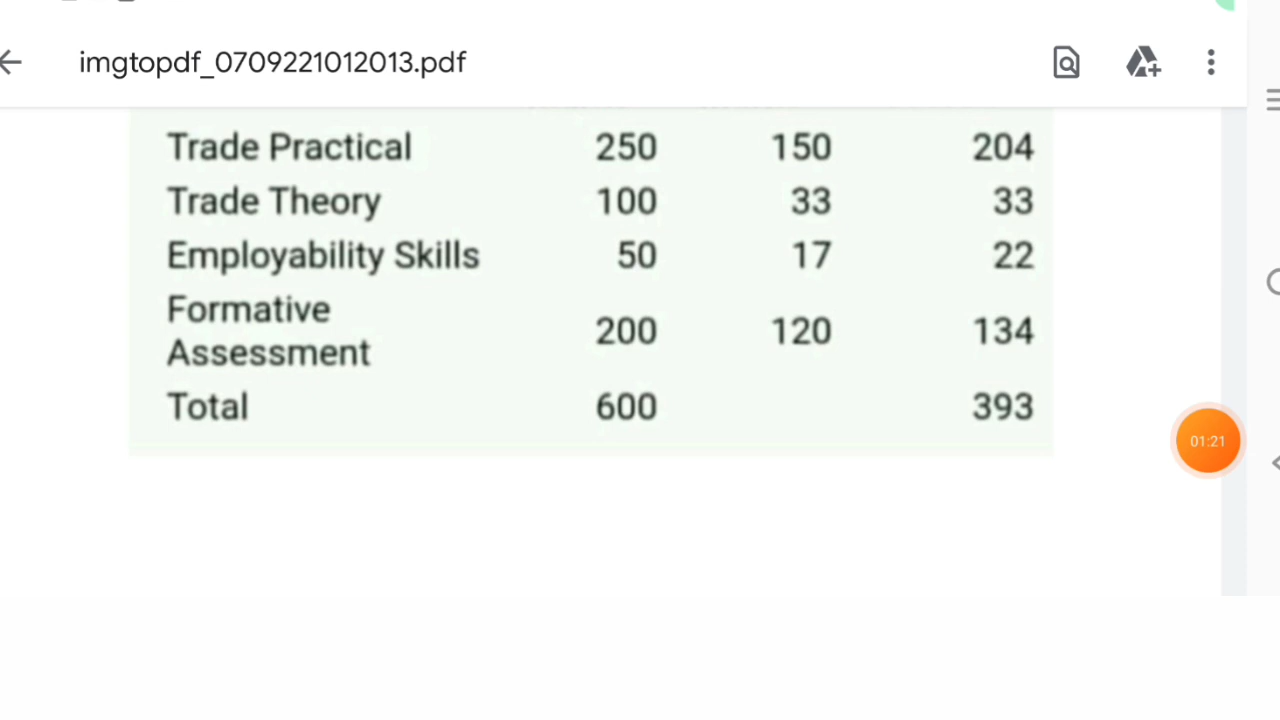 imgtopdf_0709221012013.pdf
Trade Practical 250 150 204
Trade Theory 100 33 33
Employability Skills 50 17 22
Formative
Assessment 200 120 134
Total 600 393
01:21